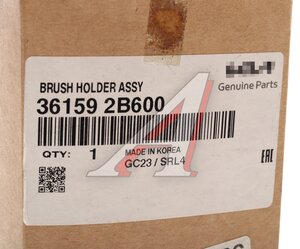 Genuine Parts
BRUSH HOLDER ASSY
36159 2B600
QTY: 1
MADE IN KOREA
GC23 / SRL4
EAC